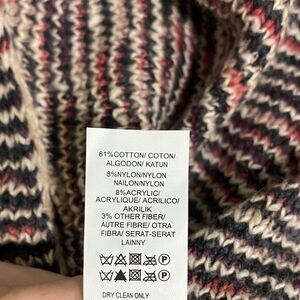 81%COTTON/ COTON/
ALGODON/ KATUN
8%NYLON/NYLON
NAILON/NYLON
8%ACRYLIC/
ACRYLIQUE/ ACRILICO/
AKRILIK
3% OTHER FIBER/
AUTRE FIBRE/ OTRA
FIBRA/ SERAT-SERAT
LAINNY
DRY CLEAN ONLY